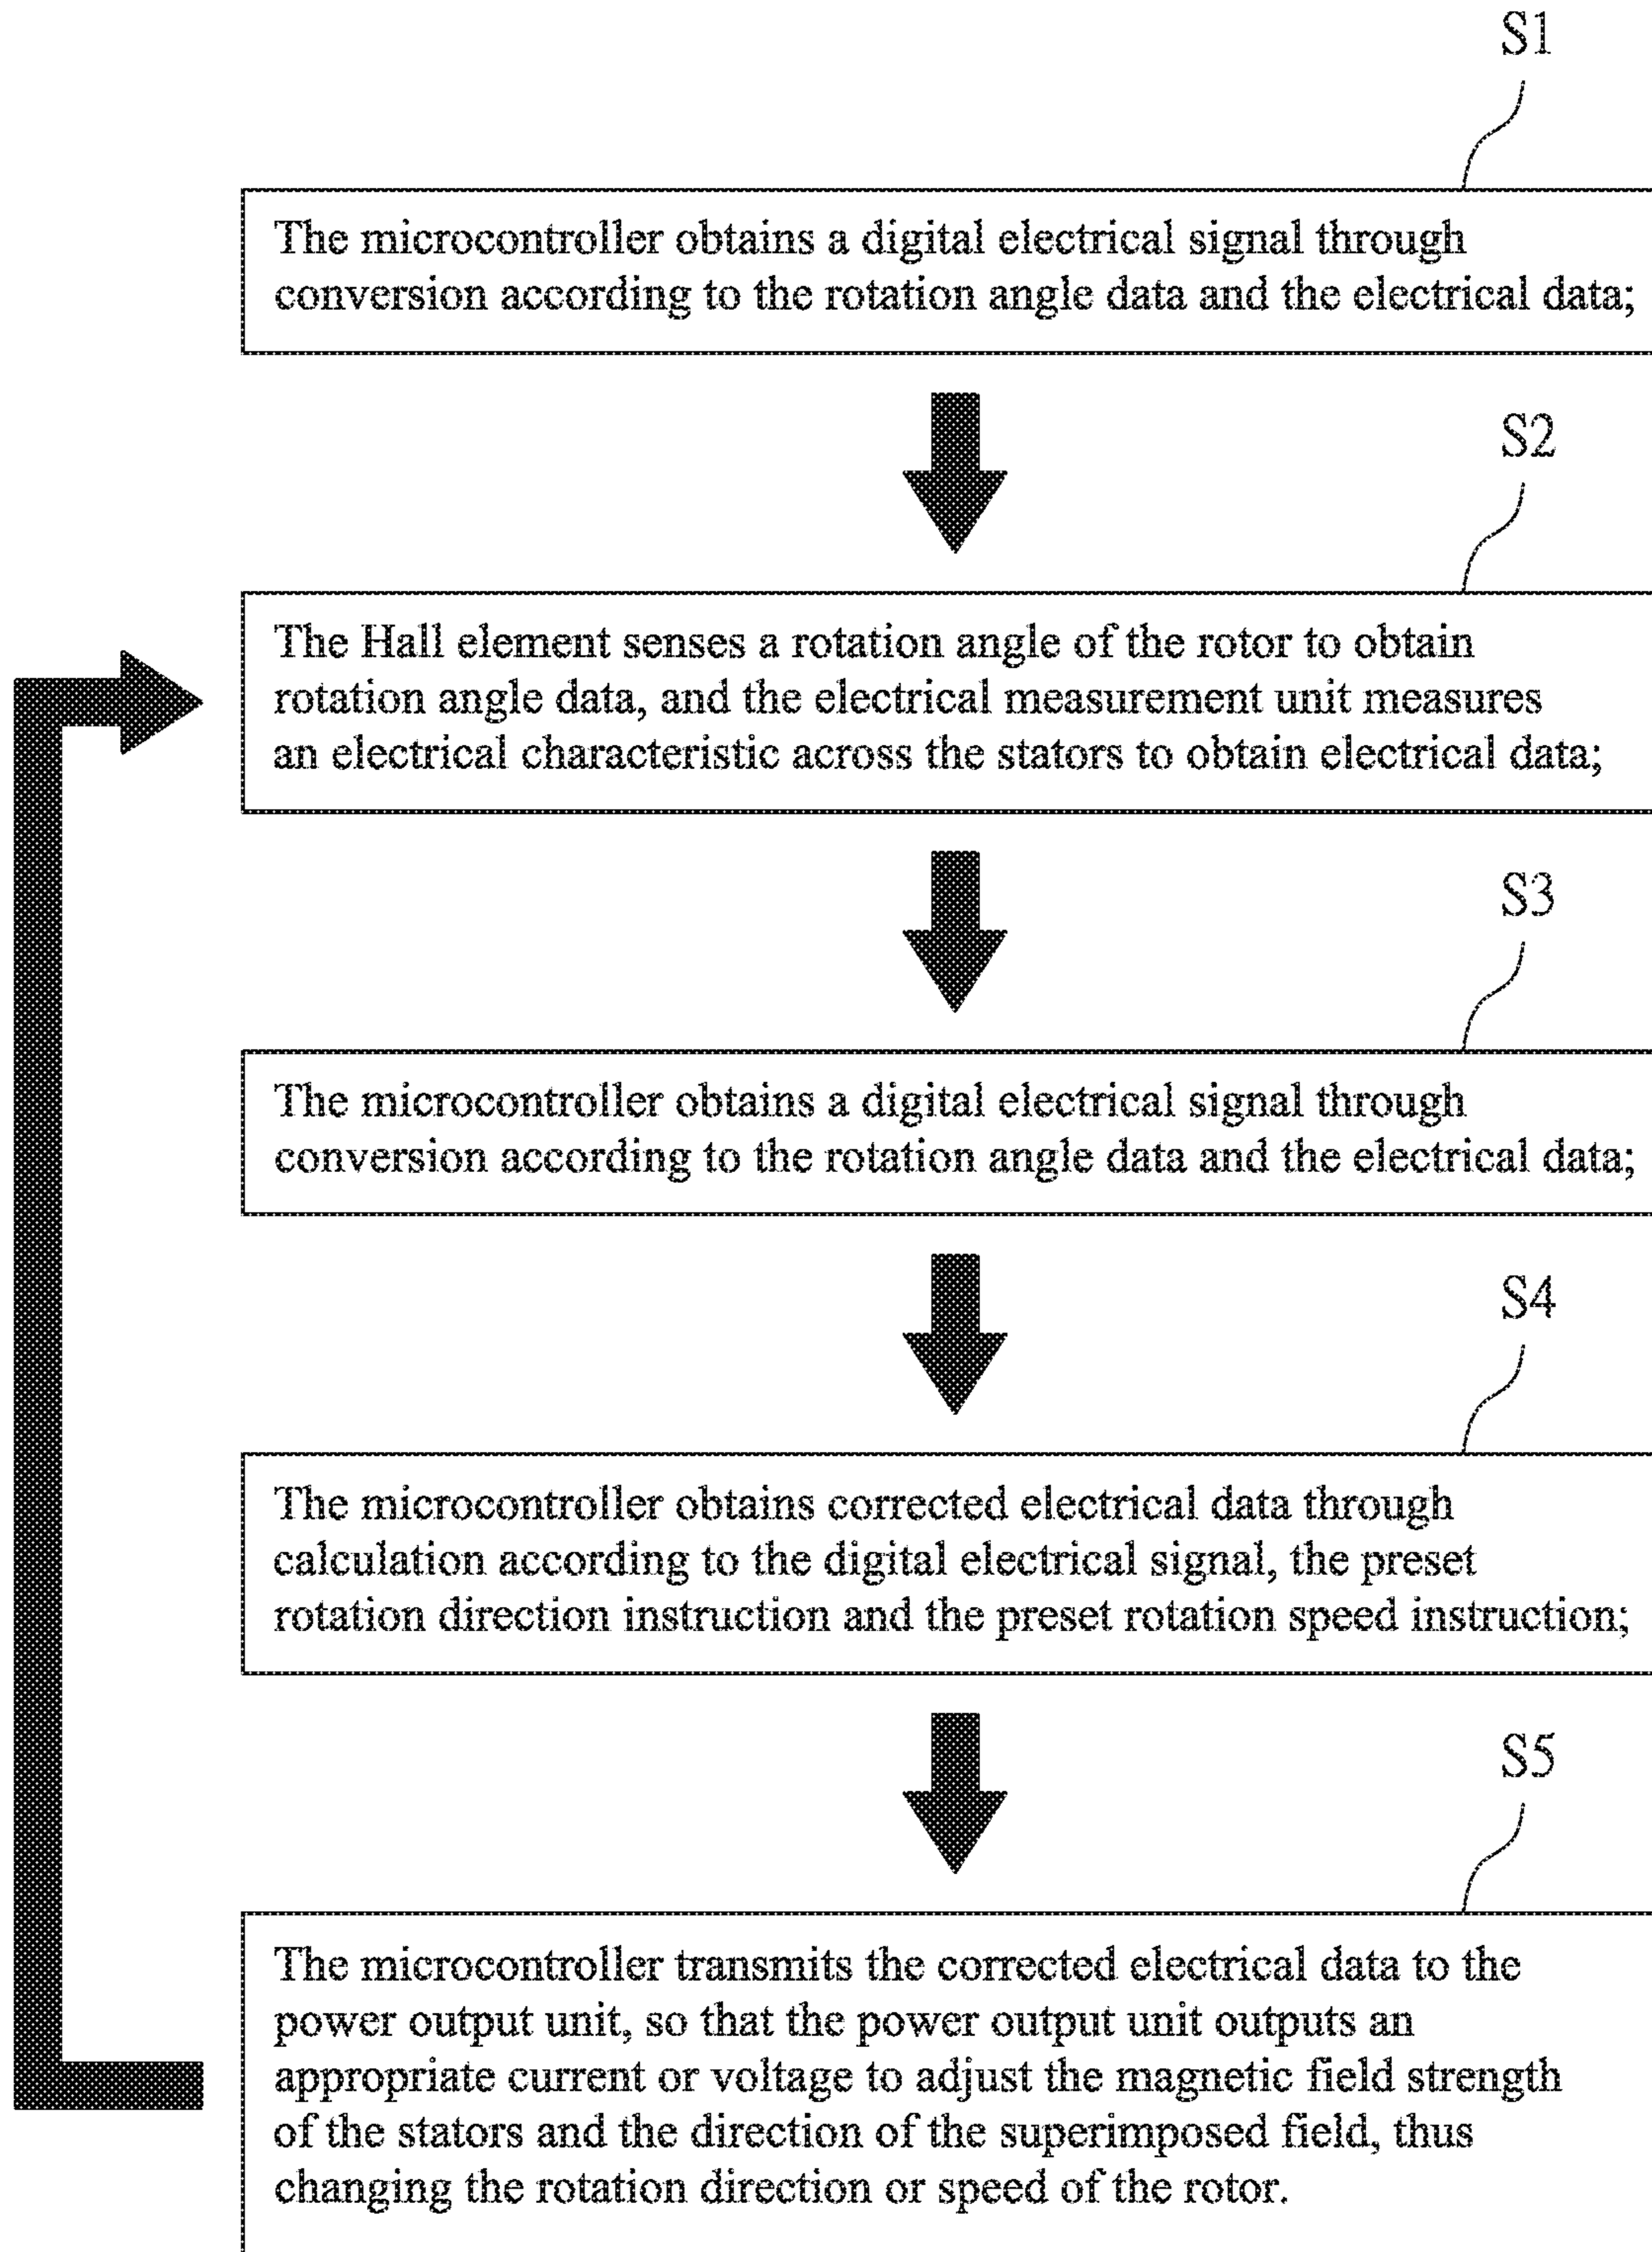 S1
The microcontroller obtains a digital electrical signal through
conversion according to the rotation angle data and the electrical data;
S2
The Hall element senses a rotation angle of the rotor to obtain
rotation angle data, and the electrical measurement unit measures
an electrical characteristic across the stators to obtain electrical data;
S3
The microcontroller obtains a digital electrical signal through
conversion according to the rotation angle data and the electrical data;
S4
The microcontroller obtains corrected electrical data through
calculation according to the digital electrical signal, the preset
rotation direction instruction and the preset rotation speed instruction;
S5
The microcontroller transmits the corrected electrical data to the
power output unit, so that the power output unit outputs an
appropriate current or voltage to adjust the magnetic field strength
of the stators and the direction of the superimposed field, thus
changing the rotation direction or speed of the rotor.